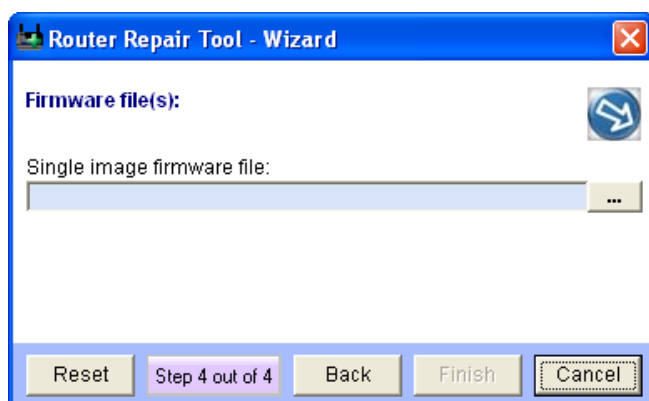 Router Repair Tool - Wizard
Firmware file(s):
Single image firmware file:
...
Reset Step 4 out of 4 Back Finish Cancel